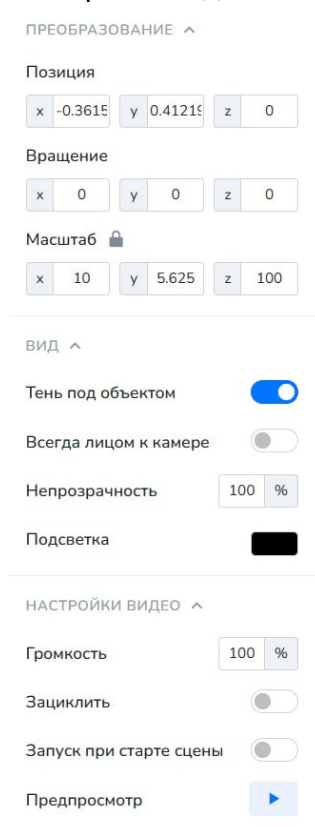 ПРЕОБРАЗОВАНИЕ
Позиция
x -0.3615 y 0.41219 z 0
Вращение
x 0 y 0 z 0
Масштаб
x 10 y 5.625 z 100
ВИД
Тень под объектом
Всегда лицом к камере
Непрозрачность 100 %
Подсветка
НАСТРОЙКИ ВИДЕО
Громкость 100 %
Зациклить
Запуск при старте сцены
Предпросмотр